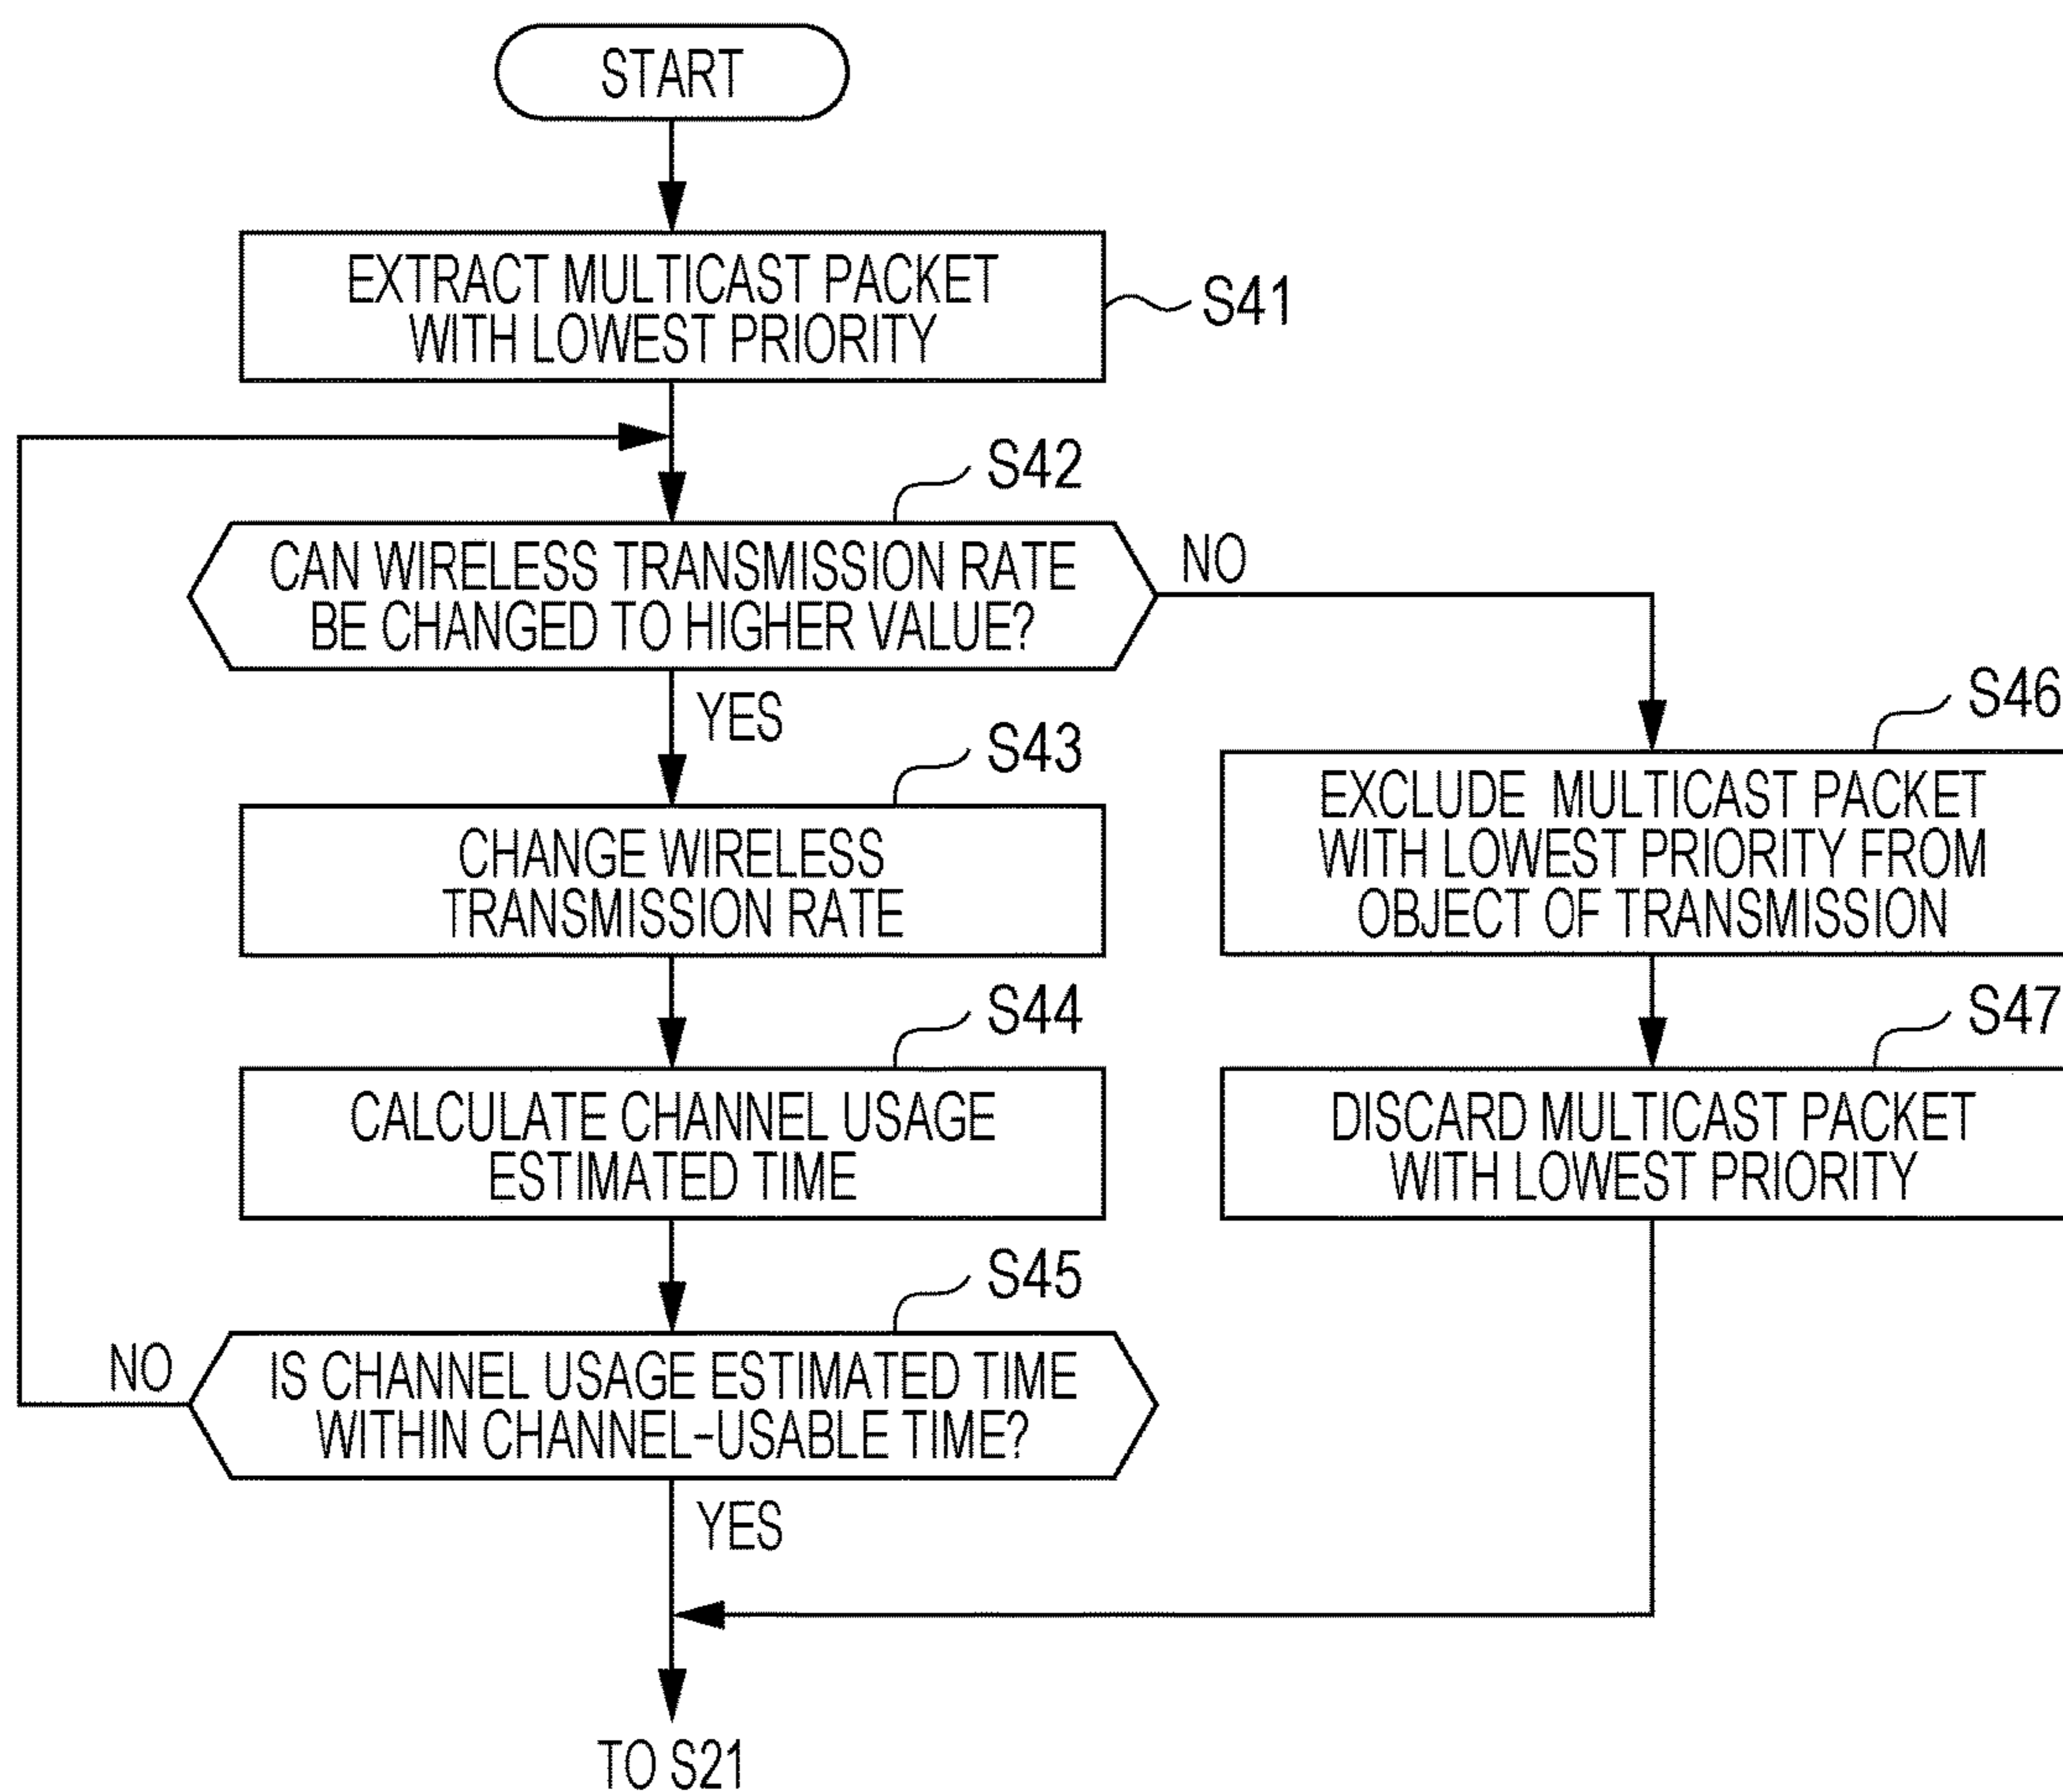 START
EXTRACT MULTICAST PACKET
WITH LOWEST PRIORITY
S41
S42
CAN WIRELESS TRANSMISSION RATE
BE CHANGED TO HIGHER VALUE?
NO
YES
S43
CHANGE WIRELESS
TRANSMISSION RATE
S46
EXCLUDE MULTICAST PACKET
WITH LOWEST PRIORITY FROM
OBJECT OF TRANSMISSION
S44
CALCULATE CHANNEL USAGE
ESTIMATED TIME
S47
DISCARD MULTICAST PACKET
WITH LOWEST PRIORITY
S45
NO
IS CHANNEL USAGE ESTIMATED TIME
WITHIN CHANNEL-USABLE TIME?
YES
TO S21